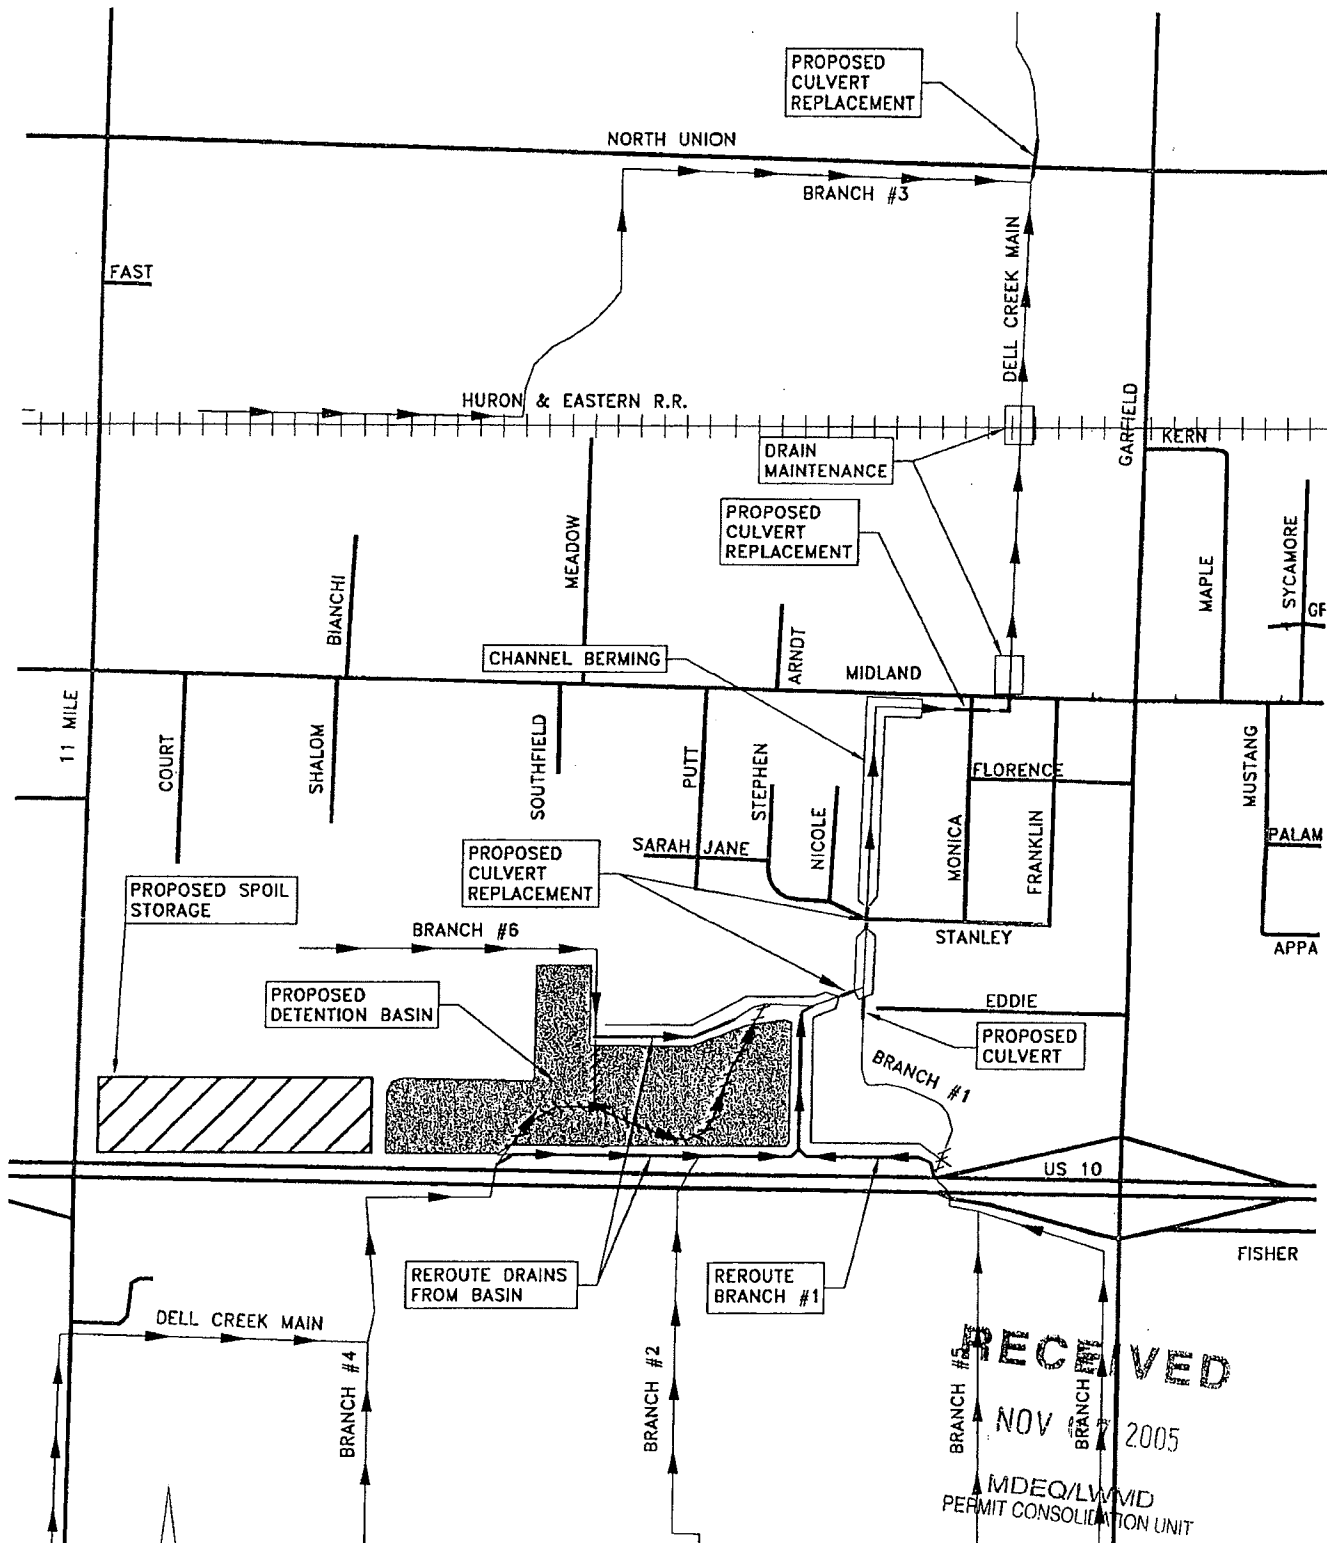 PROPOSED
CULVERT
REPLACEMENT
NORTH UNION
BRANCH #3
FAST
DELL CREEK MAIN
HURON & EASTERN R.R.
GARFIELD
KERN
DRAIN
MAINTENANCE
PROPOSED
CULVERT
REPLACEMENT
MEADOW
BIANCHI
MAPLE
SYCAMORE
GR
ARNDT
CHANNEL BERMING
MIDLAND
11 MILE
COURT
SHALOM
SOUTHFIELD
PUTT
STEPHEN
NICOLE
FLORENCE
MONICA
FRANKLIN
MUSTANG
PALAM
SARAH JANE
PROPOSED
CULVERT
REPLACEMENT
PROPOSED SPOIL
STORAGE
BRANCH #6
STANLEY
APPA
PROPOSED
DETENTION BASIN
EDDIE
PROPOSED
CULVERT
BRANCH #1
US 10
FISHER
REROUTE DRAINS
FROM BASIN
REROUTE
BRANCH #1
DELL CREEK MAIN
BRANCH #4
BRANCH #2
BRANCH #5
BRANCH
RECEIVED
NOV 2005
MDEQ/LWMD
PERMIT CONSOLIDATION UNIT